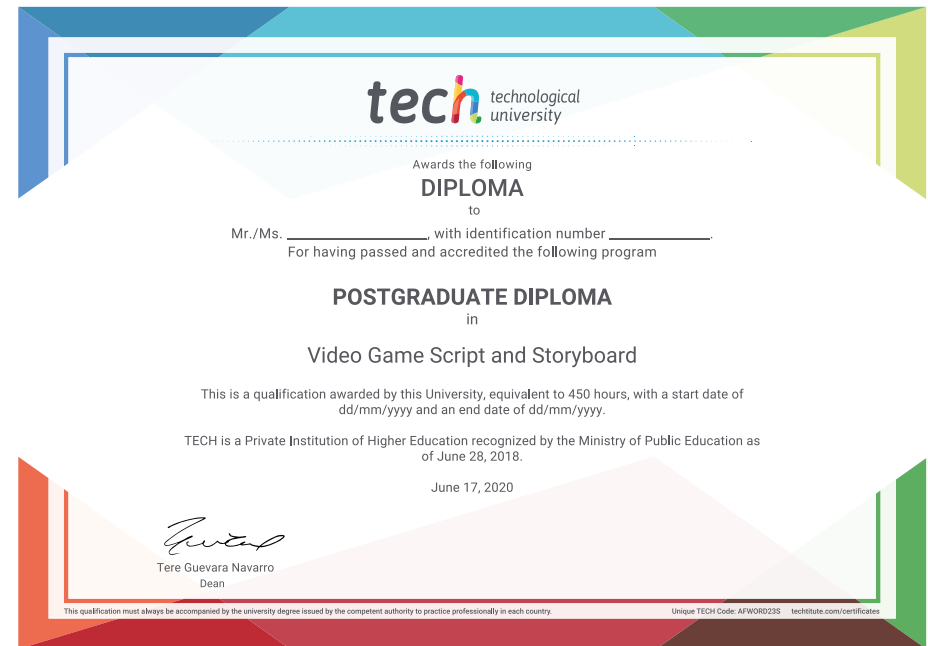 tech technological
university
Awards the following
DIPLOMA
to
Mr./Ms. ____________________, with identification number ______________.
For having passed and accredited the following program
POSTGRADUATE DIPLOMA
in
Video Game Script and Storyboard
This is a qualification awarded by this University, equivalent to 450 hours, with a start date of
dd/mm/yyyy and an end date of dd/mm/yyyy.
TECH is a Private Institution of Higher Education recognized by the Ministry of Public Education as
of June 28, 2018.
June 17, 2020
Tere Guevara Navarro
Dean
This qualification must always be accompanied by the university degree issued by the competent authority to practice professionally in each country. Unique TECH Code: AFWORD23S techtitute.com/certificates